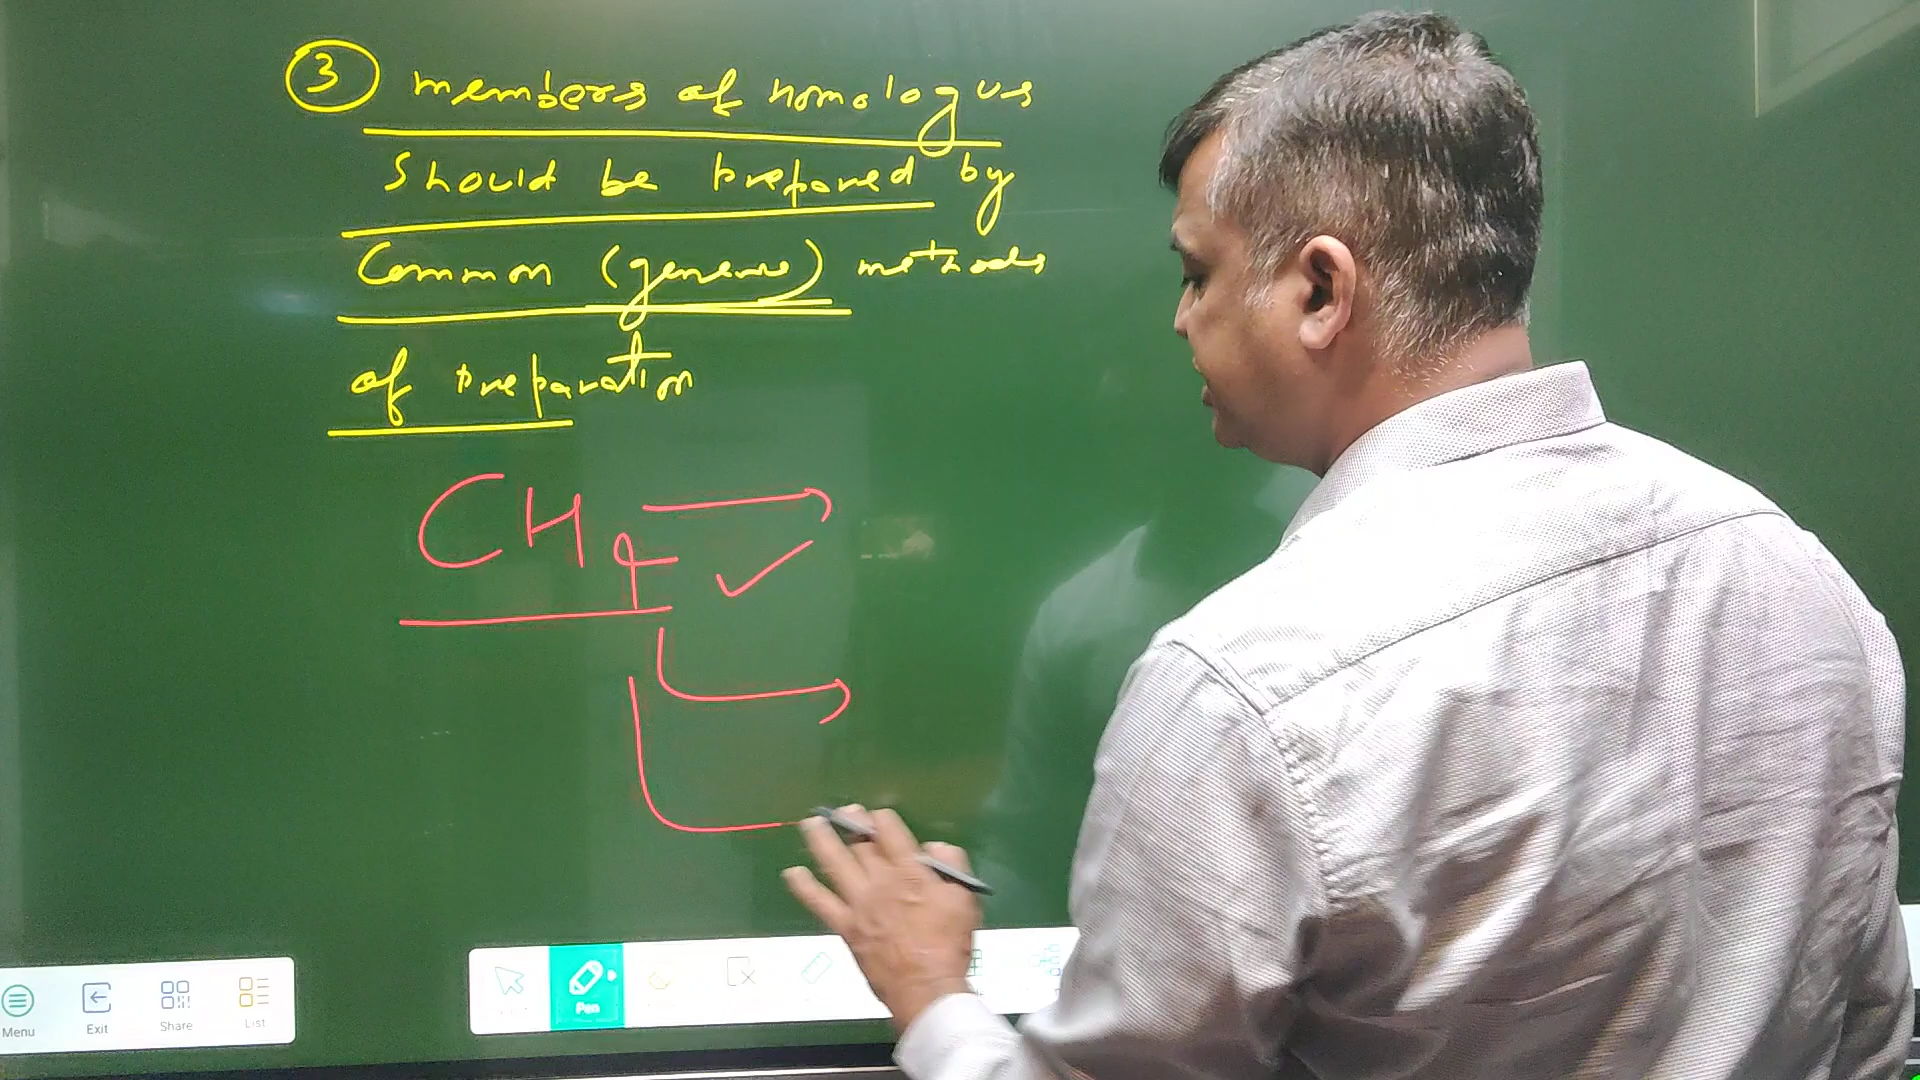 3 members of homologus
should be prepared by
Common (general) methods
of preparation
CH4
Menu
Exit
Share
List
Pen